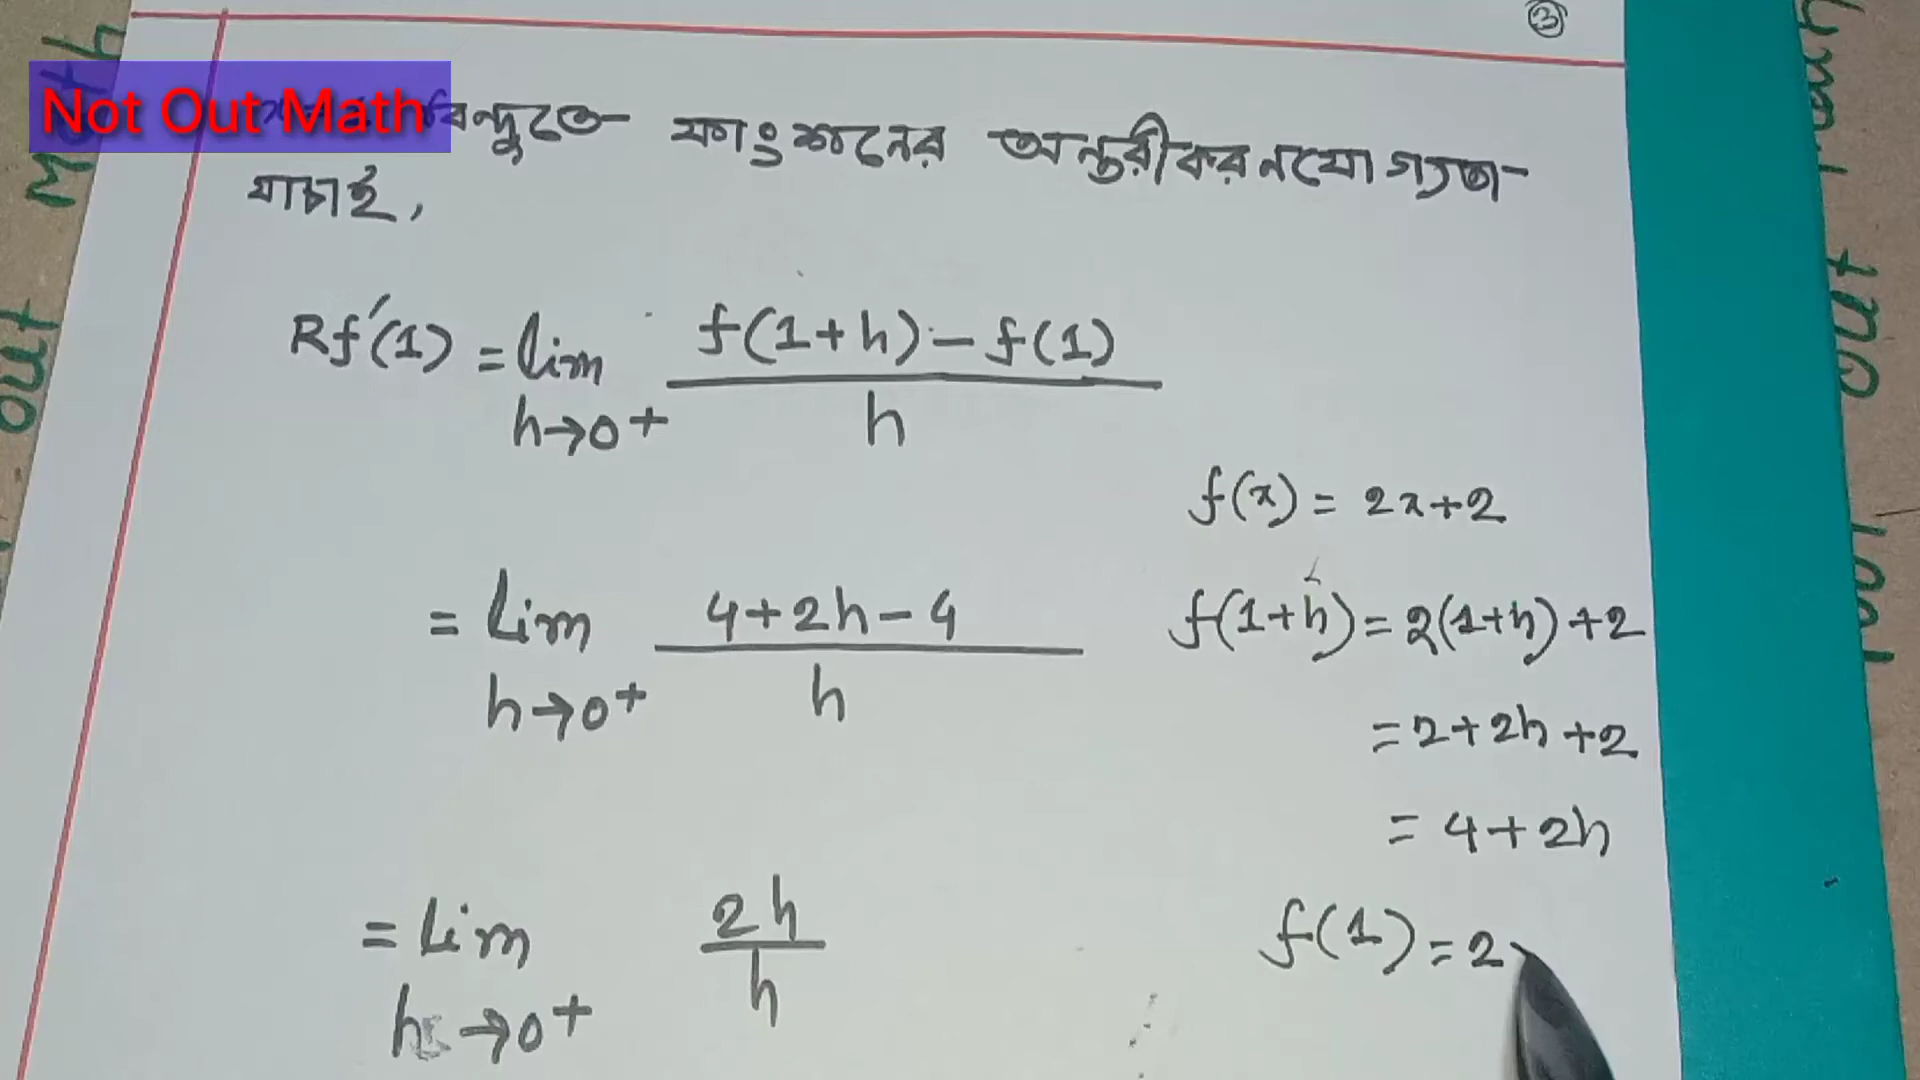 ③
Not Out Math
বিন্দুতে ফাংশনের অন্তরীকরনযোগ্যতা
যাচাই,
Rf'(1) = lim f(1+h) - f(1)
h→0+ h
f(x) = 2x+2
= Lim 4+2h-4
h→0+ h
f(1+h) = 2(1+h)+2
= 2+2h+2
= 4+2h
= Lim 2h
h→0+ h
f(1) = 2